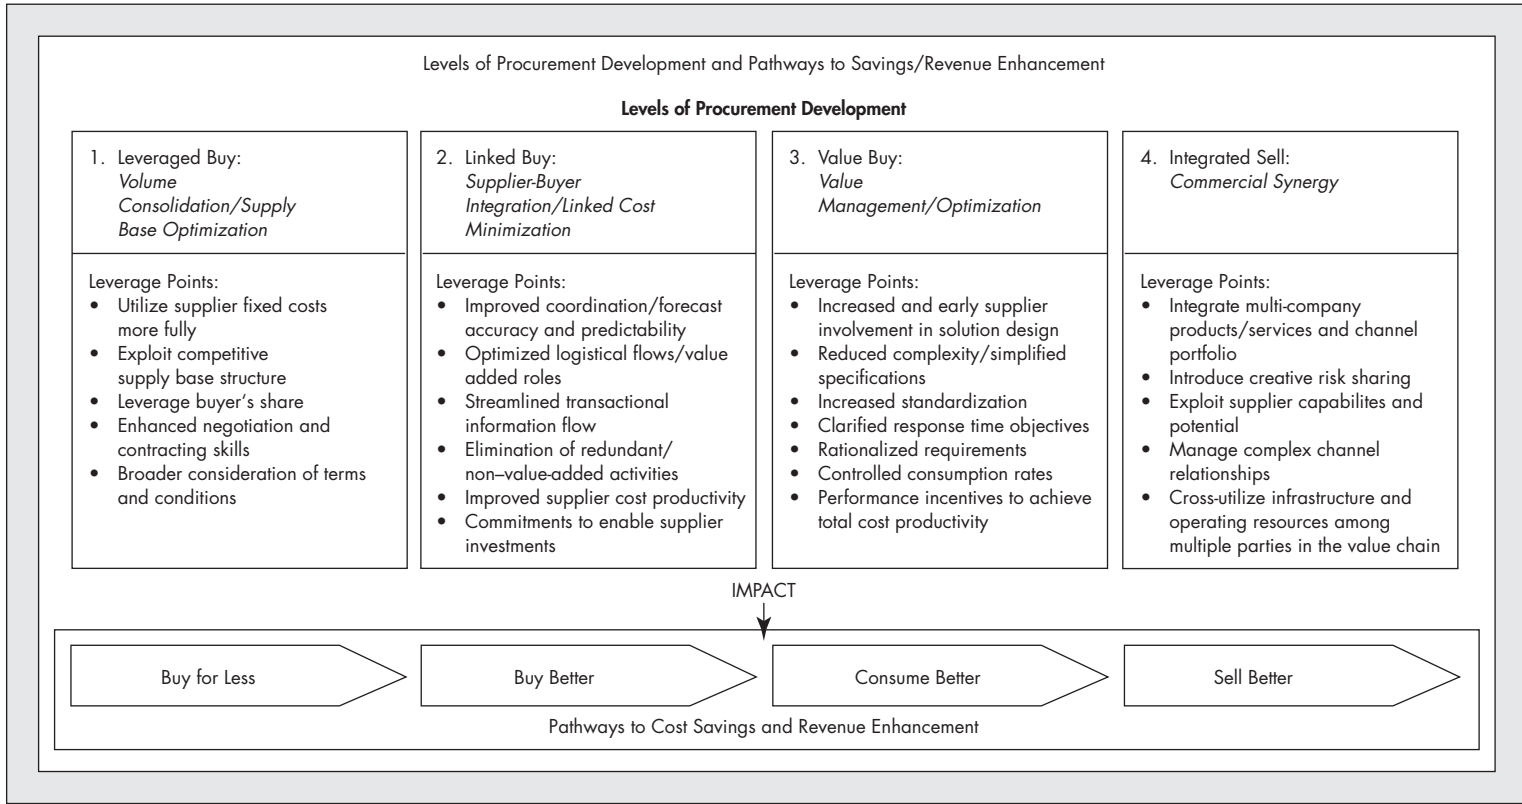 Levels of Procurement Development and Pathways to Savings/Revenue Enhancement
Levels of Procurement Development
1. Leveraged Buy:
Volume
Consolidation/Supply
Base Optimization
Leverage Points:
• Utilize supplier fixed costs
more fully
• Exploit competitive
supply base structure
• Leverage buyer's share
• Enhanced negotiation and
contracting skills
• Broader consideration of terms
and conditions
2. Linked Buy:
Supplier-Buyer
Integration/Linked Cost
Minimization
Leverage Points:
• Improved coordination/forecast
accuracy and predictability
• Optimized logistical flows/value
added roles
• Streamlined transactional
information flow
• Elimination of redundant/
non–value-added activities
• Improved supplier cost productivity
• Commitments to enable supplier
investments
3. Value Buy:
Value
Management/Optimization
Leverage Points:
• Increased and early supplier
involvement in solution design
• Reduced complexity/simplified
specifications
• Increased standardization
• Clarified response time objectives
• Rationalized requirements
• Controlled consumption rates
• Performance incentives to achieve
total cost productivity
4. Integrated Sell:
Commercial Synergy
Leverage Points:
• Integrate multi-company
products/services and channel
portfolio
• Introduce creative risk sharing
• Exploit supplier capabilites and
potential
• Manage complex channel
relationships
• Cross-utilize infrastructure and
operating resources among
multiple parties in the value chain
IMPACT
Buy for Less
Buy Better
Consume Better
Sell Better
Pathways to Cost Savings and Revenue Enhancement